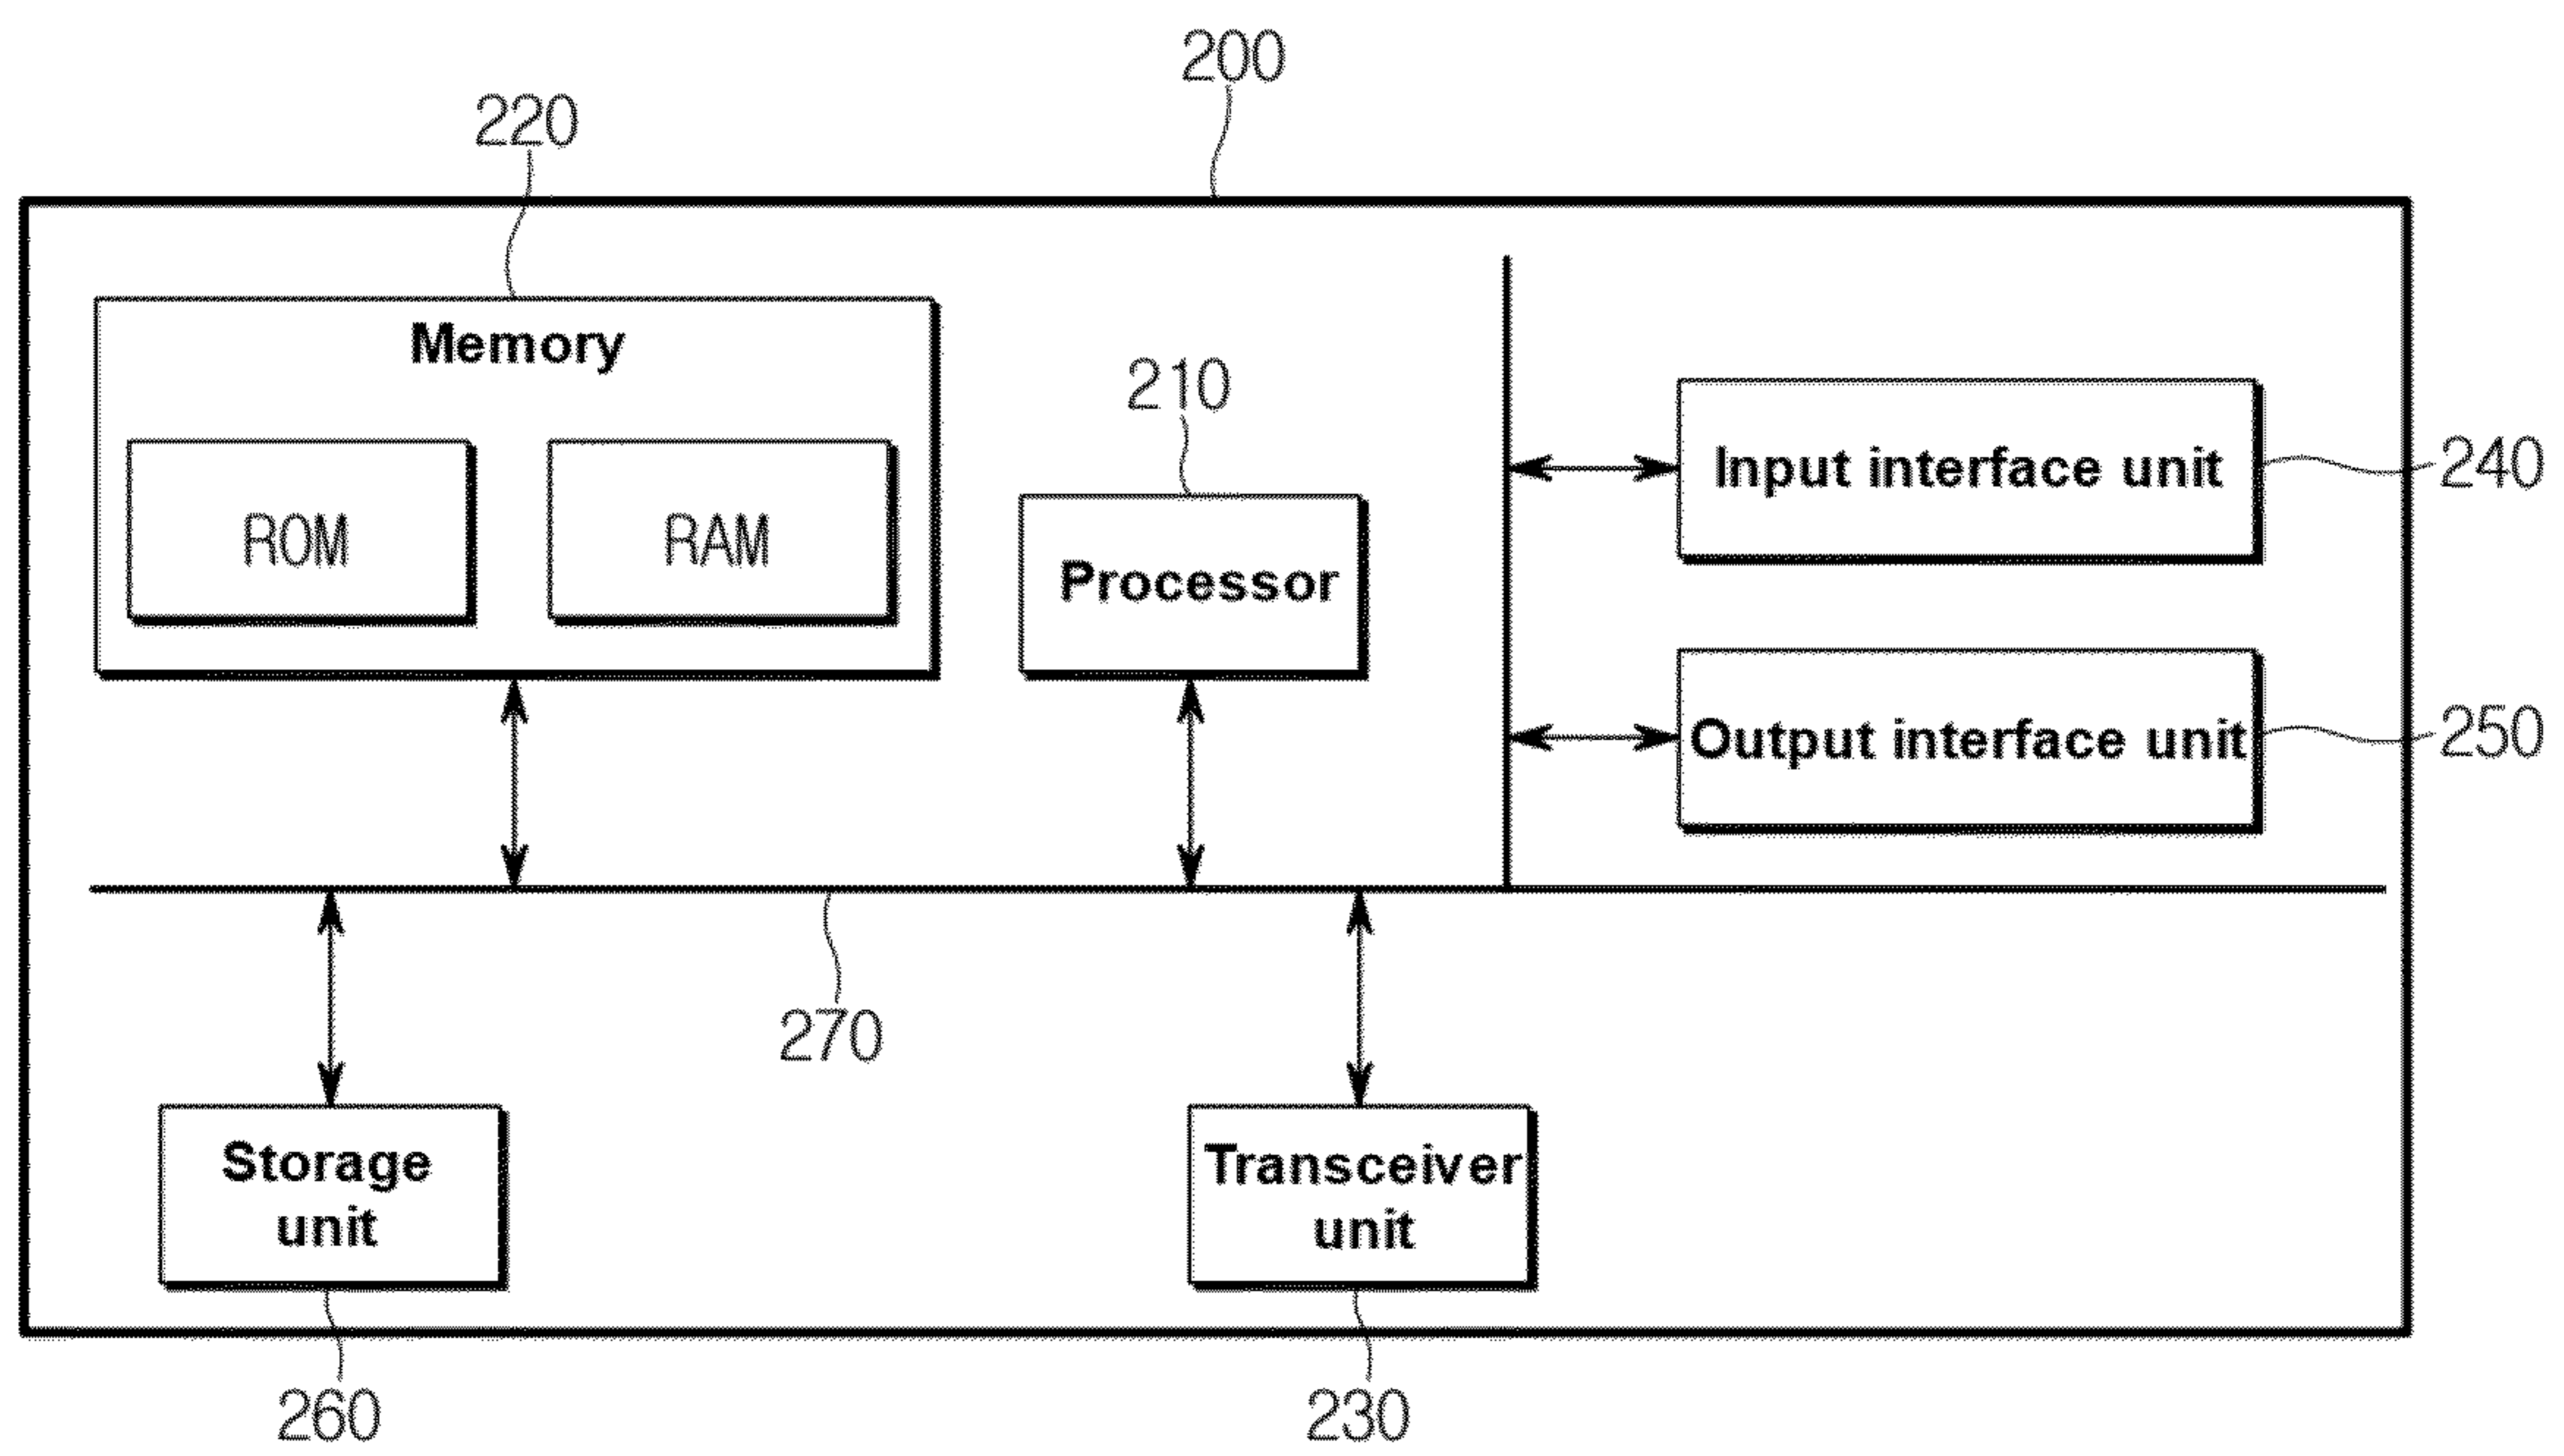 200
220
Memory
210
ROM
RAM
Processor
Input interface unit
240
Output interface unit
250
270
Storage
unit
Transceiver
unit
260
230